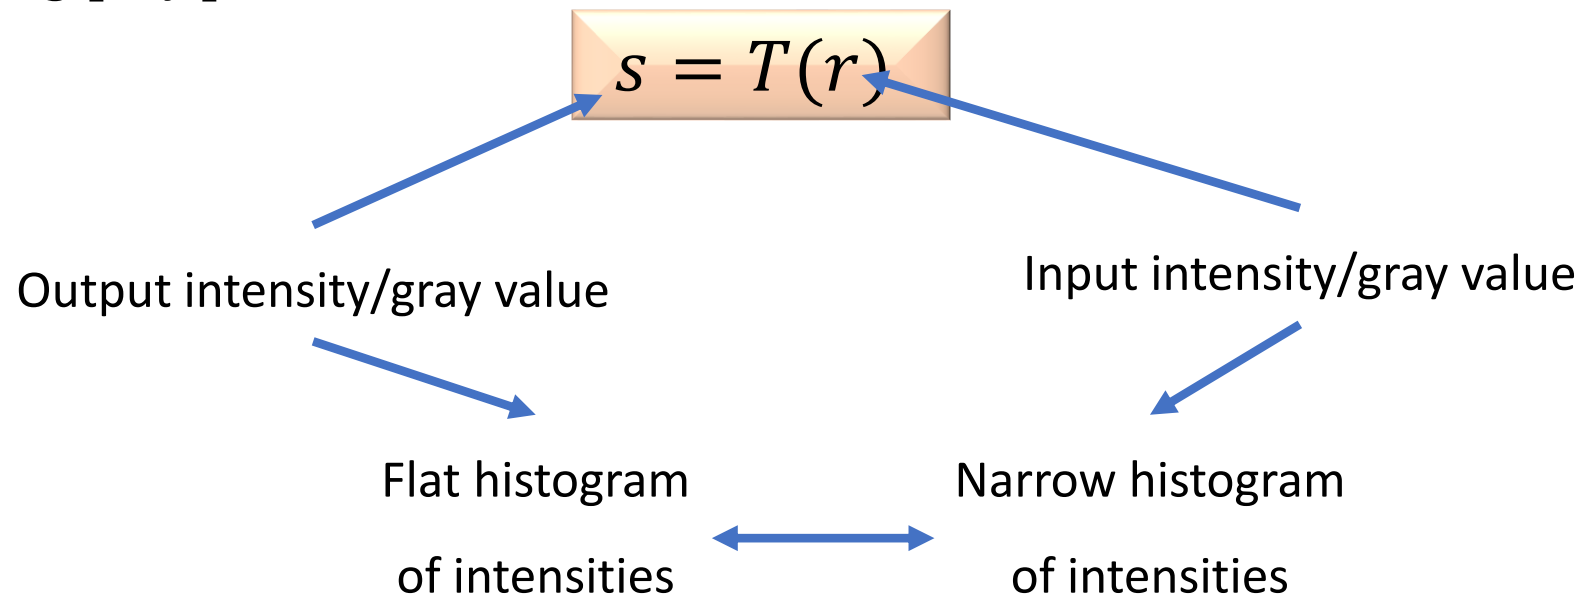 s = T(r)
Output intensity/gray value
Input intensity/gray value
Flat histogram
of intensities
Narrow histogram
of intensities